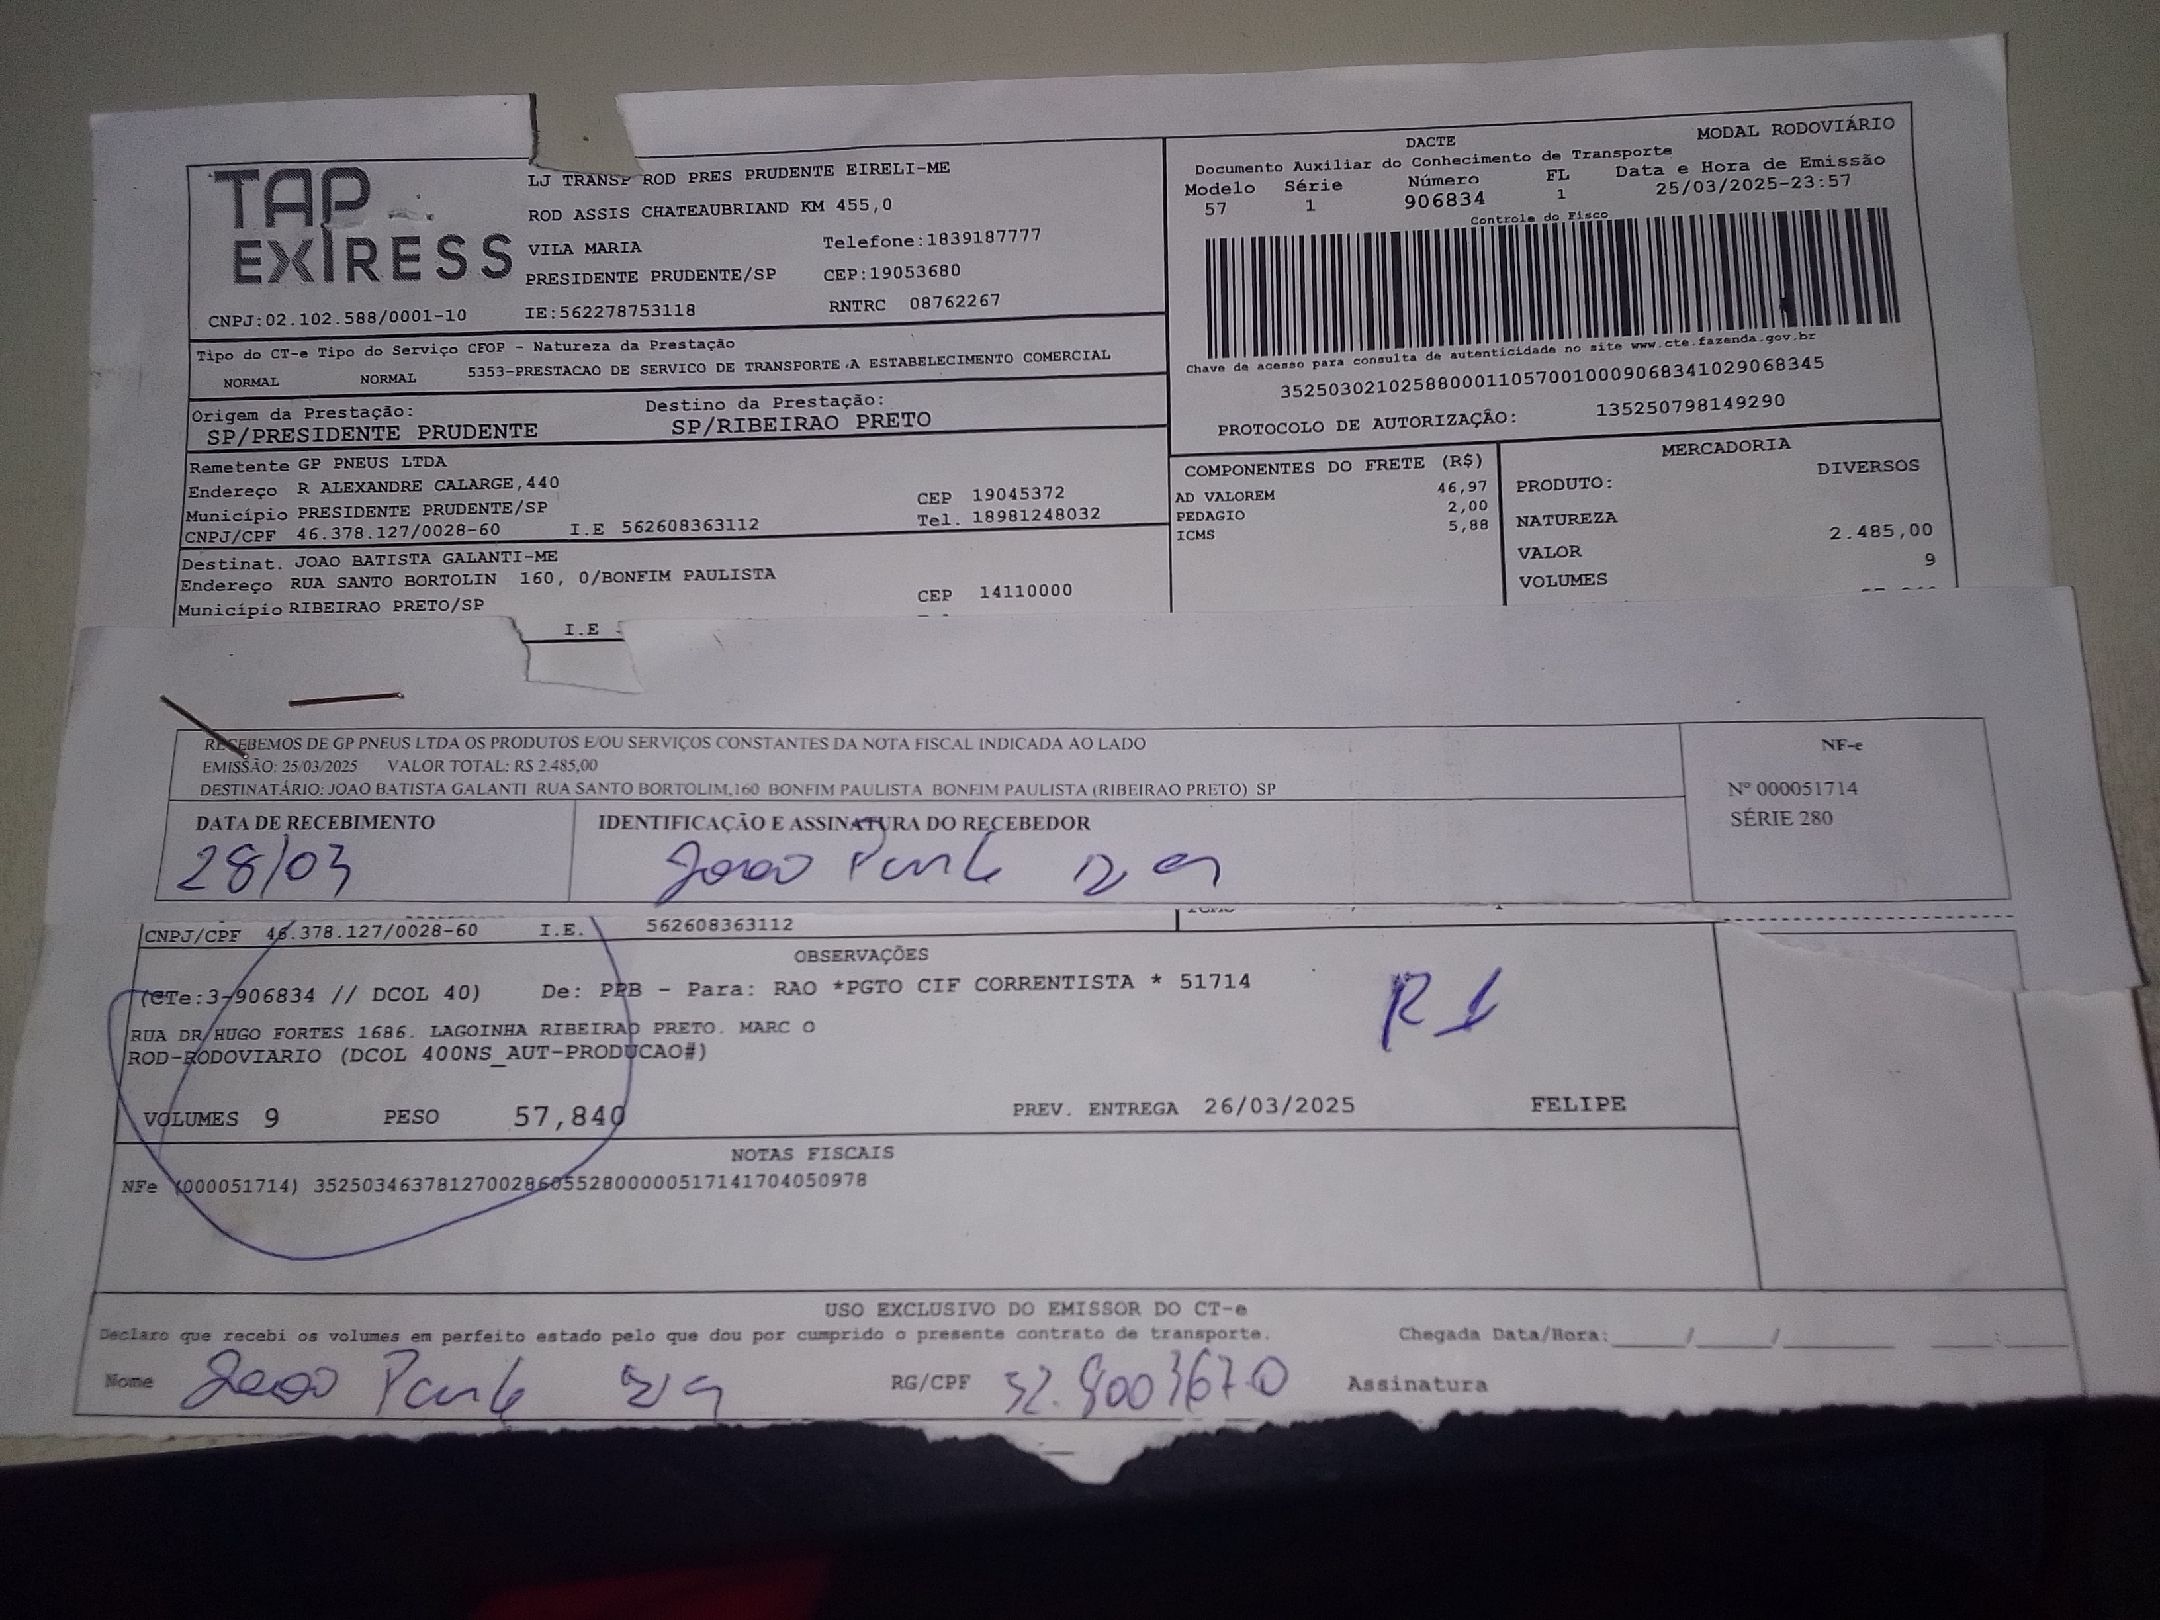 TAP
EXPRESS
LJ TRANSP ROD PRES PRUDENTE EIRELI-ME
ROD ASSIS CHATEAUBRIAND KM 455,0
VILA MARIA Telefone:1839187777
PRESIDENTE PRUDENTE/SP CEP:19053680
CNPJ:02.102.588/0001-10 IE:562278753118 RNTRC 08762267
DACTE MODAL RODOVIÁRIO
Documento Auxiliar do Conhecimento de Transporte
Modelo Série Número FL Data e Hora de Emissão
57 1 906834 1 25/03/2025-23:57
Controle do Fisco
Chave de acesso para consulta de autenticidade no site www.cte.fazenda.gov.br
35250302102588000110570010009068341029068345
PROTOCOLO DE AUTORIZAÇÃO: 135250798149290
Tipo do CT-e Tipo do Serviço CFOP - Natureza da Prestação
NORMAL NORMAL 5353-PRESTACAO DE SERVICO DE TRANSPORTE A ESTABELECIMENTO COMERCIAL
Origem da Prestação: Destino da Prestação:
SP/PRESIDENTE PRUDENTE SP/RIBEIRAO PRETO
Remetente GP PNEUS LTDA
Endereço R ALEXANDRE CALARGE,440 CEP 19045372
Município PRESIDENTE PRUDENTE/SP Tel. 18981248032
CNPJ/CPF 46.378.127/0028-60 I.E 562608363112
Destinat. JOAO BATISTA GALANTI-ME
Endereço RUA SANTO BORTOLIN 160, 0/BONFIM PAULISTA
Município RIBEIRAO PRETO/SP CEP 14110000
I.E
COMPONENTES DO FRETE (R$)
AD VALOREM 46,97
PEDAGIO 2,00
ICMS 5,88
MERCADORIA
PRODUTO: DIVERSOS
NATUREZA
VALOR 2.485,00
VOLUMES 9
RECEBEMOS DE GP PNEUS LTDA OS PRODUTOS E/OU SERVIÇOS CONSTANTES DA NOTA FISCAL INDICADA AO LADO
EMISSÃO: 25/03/2025 VALOR TOTAL: R$ 2.485,00
DESTINATÁRIO: JOAO BATISTA GALANTI RUA SANTO BORTOLIM,160 BONFIM PAULISTA BONFIM PAULISTA (RIBEIRAO PRETO) SP
NF-e
Nº 000051714
SÉRIE 280
DATA DE RECEBIMENTO IDENTIFICAÇÃO E ASSINATURA DO RECEBEDOR
28/03
CNPJ/CPF 46.378.127/0028-60 I.E. 562608363112
OBSERVAÇÕES
(CTe:3-906834 // DCOL 40) De: PPB - Para: RAO *PGTO CIF CORRENTISTA * 51714
R1
RUA DR HUGO FORTES 1686. LAGOINHA RIBEIRAO PRETO. MARC O
ROD-RODOVIARIO (DCOL 400NS_AUT-PRODUCAO#)
VOLUMES 9 PESO 57,840 PREV. ENTREGA 26/03/2025 FELIPE
NOTAS FISCAIS
NFe (000051714) 35250346378127002860552800000517141704050978
USO EXCLUSIVO DO EMISSOR DO CT-e
Declaro que recebi os volumes em perfeito estado pelo que dou por cumprido o presente contrato de transporte. Chegada Data/Hora:
Nome RG/CPF Assinatura